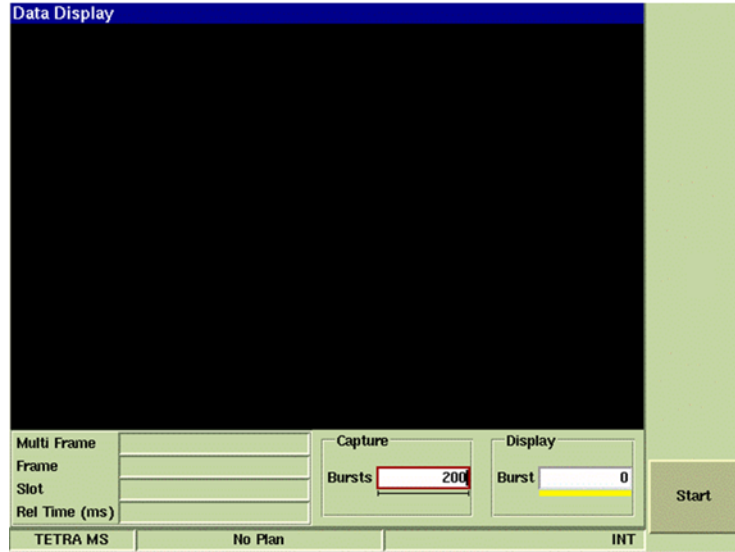 Data Display
Multi Frame
Frame
Slot
Rel Time (ms)
Capture
Bursts 200
Display
Burst 0
Start
TETRA MS No Plan INT